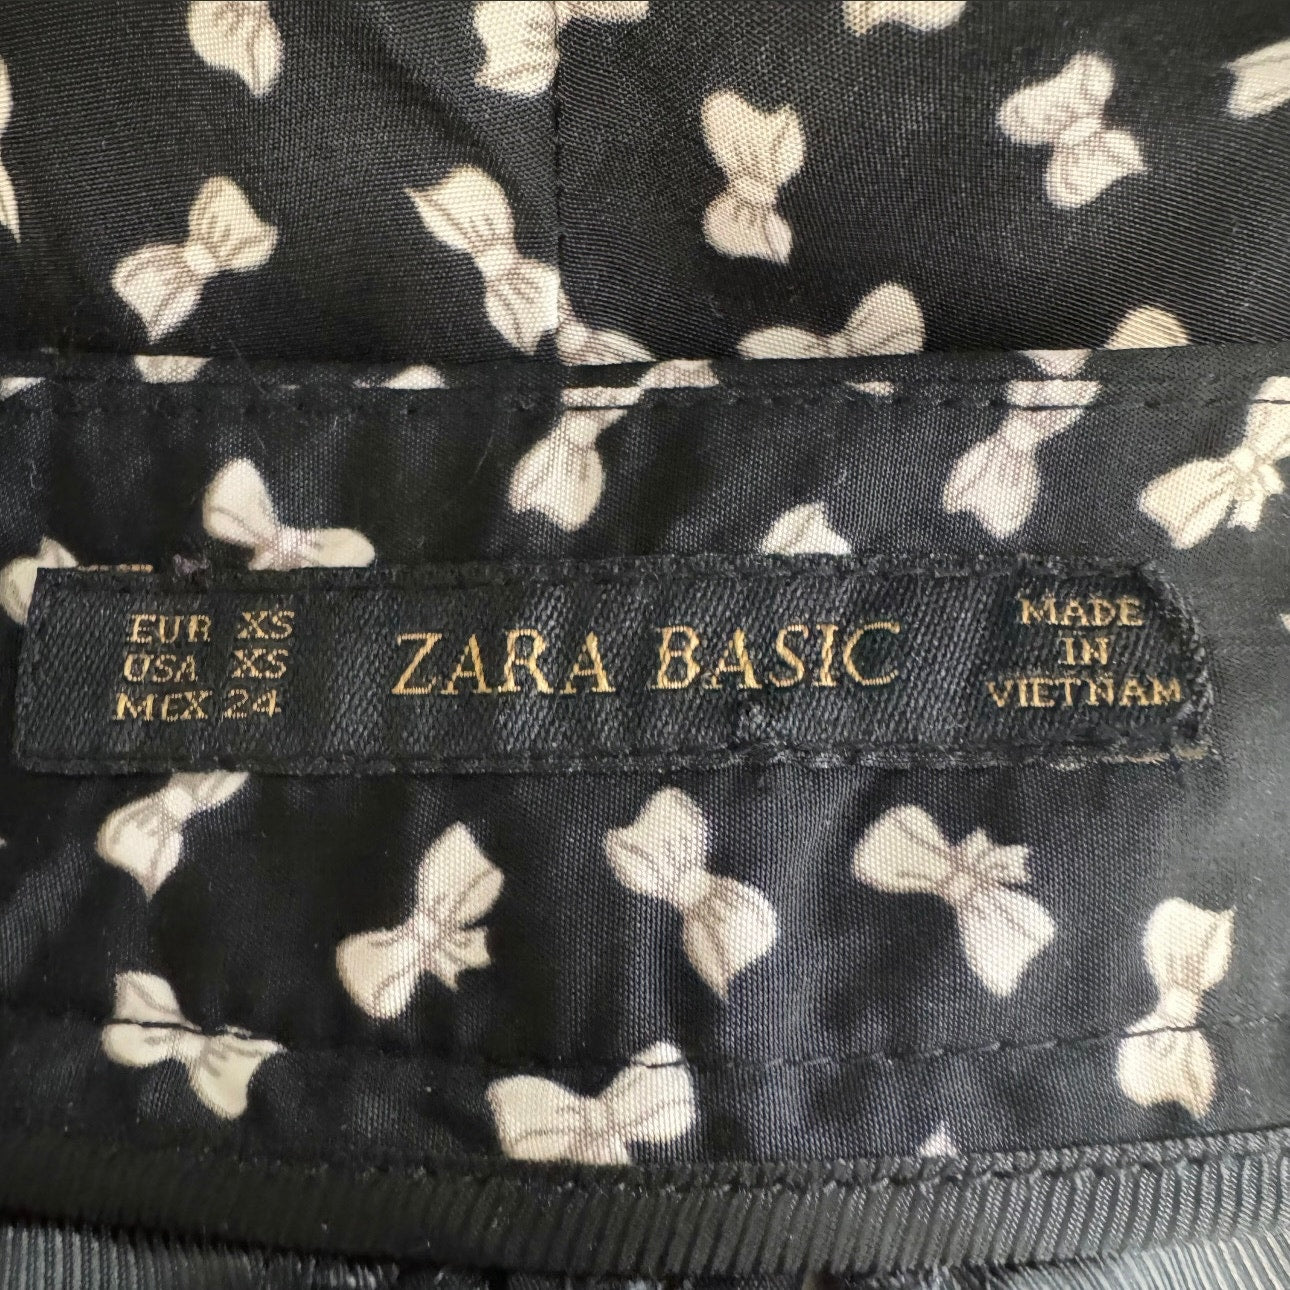 EUR XS
USA XS
MEX 24
ZARA BASIC
MADE
IN
VIETNAM